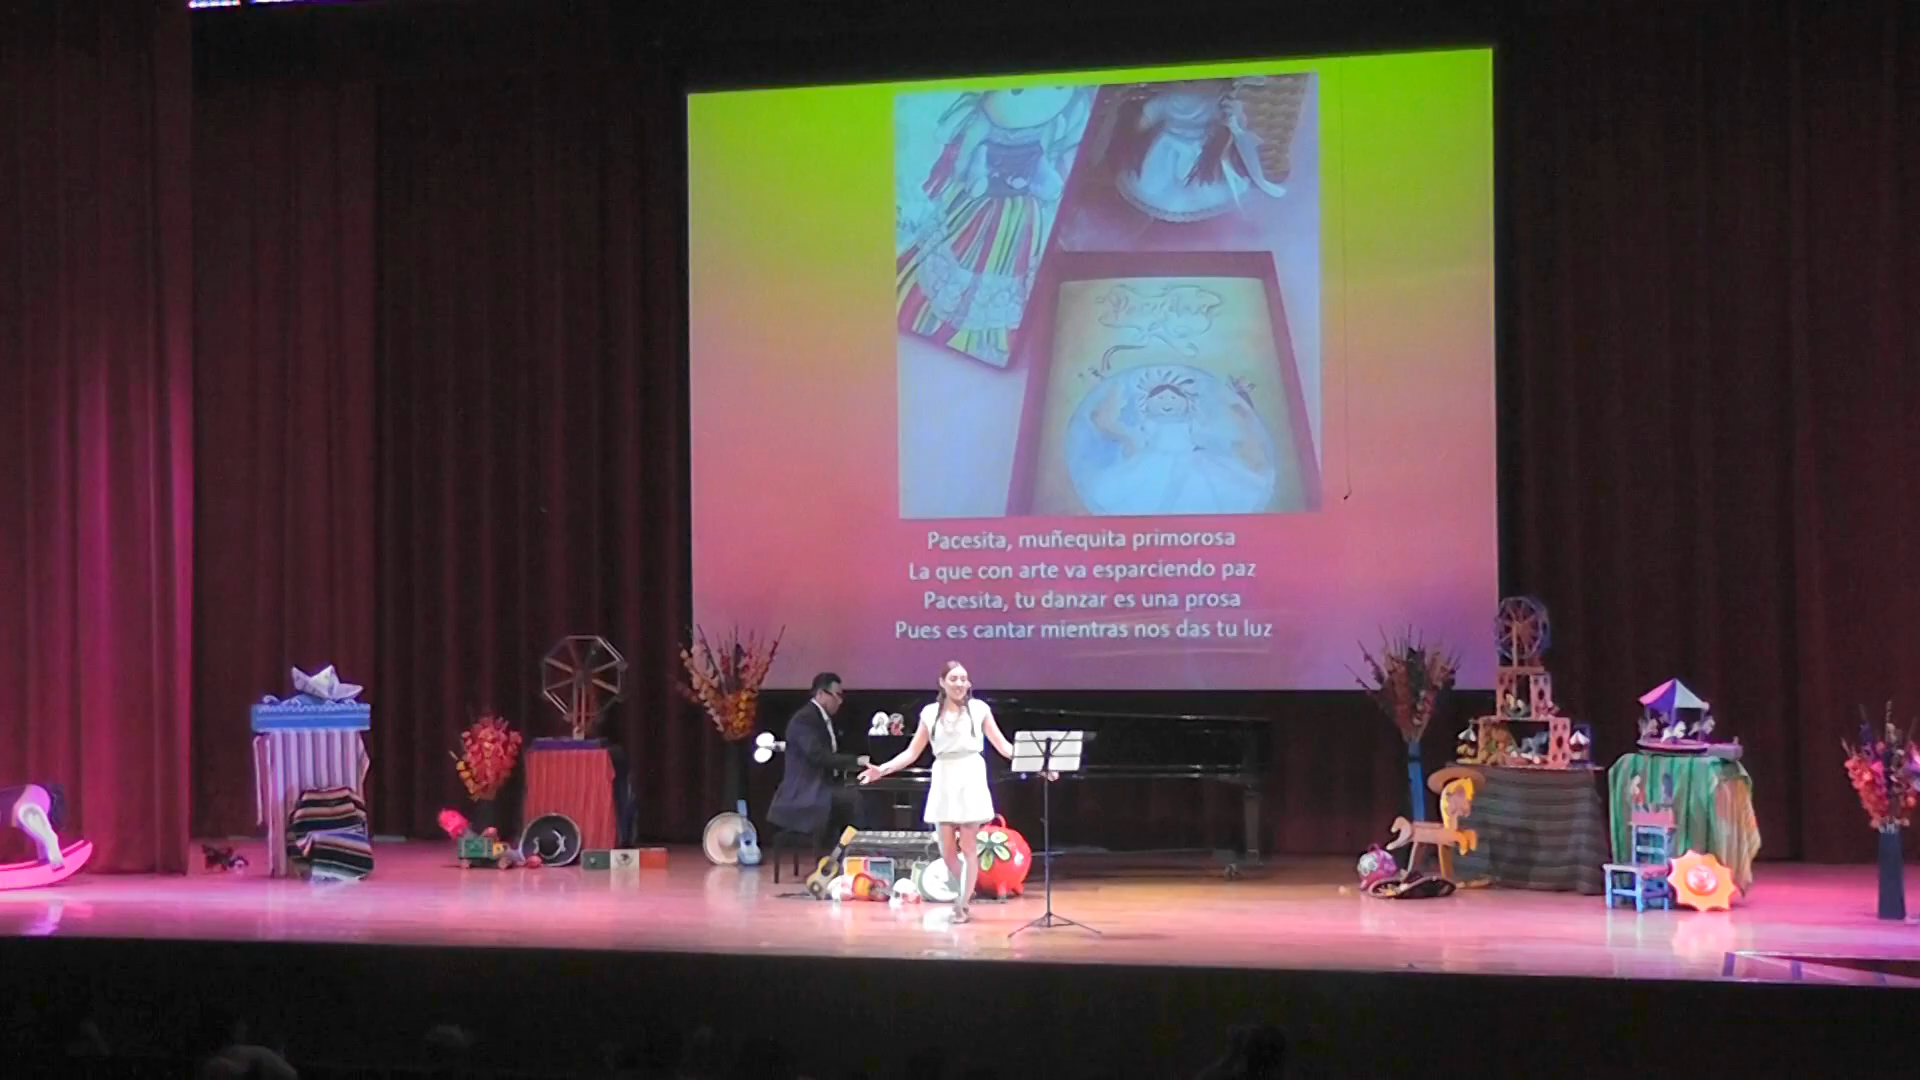 Pacesita, muñequita primorosa
La que con arte va esparciendo paz
Pacesita, tu danzar es una prosa
Pues es cantar mientras nos das tu luz